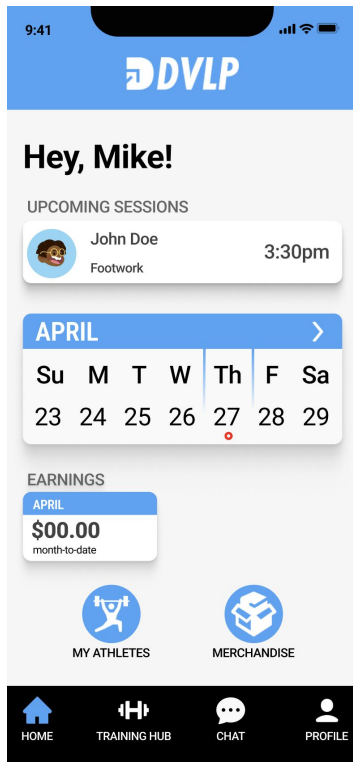 9:41
DVLP
Hey, Mike!
UPCOMING SESSIONS
John Doe
3:30pm
Footwork
APRIL
Su M T W Th F Sa
23 24 25 26 27 28 29
EARNINGS
APRIL
$00.00
month-to-date
MY ATHLETES MERCHANDISE
HOME TRAINING HUB CHAT PROFILE